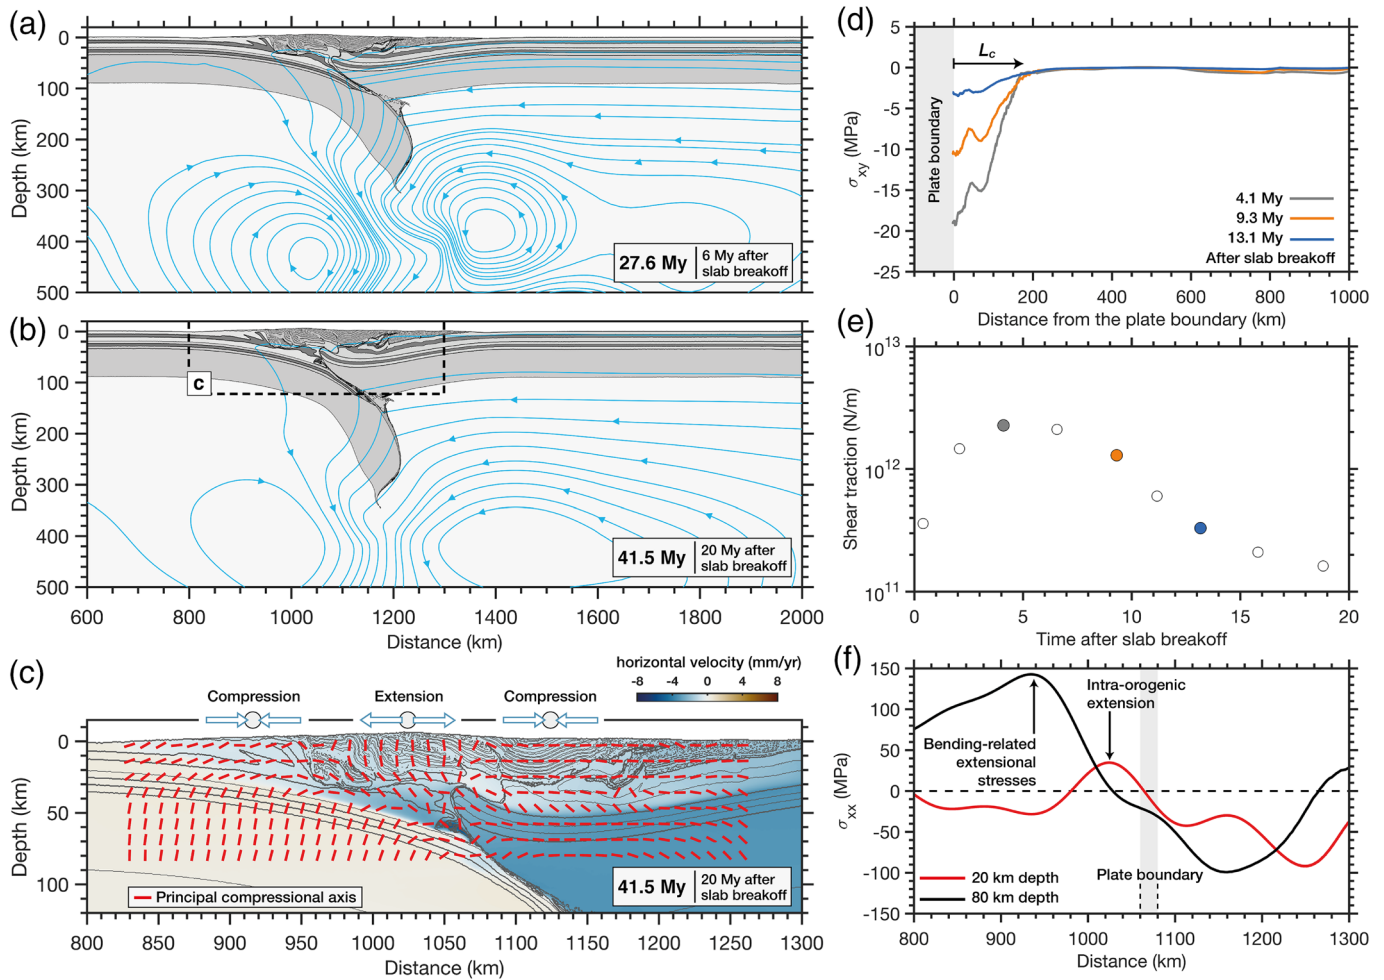 (a)
0
100
200
300
400
500
Depth (km)
27.6 My
6 My after
slab breakoff
(b)
0
100
200
300
400
500
Depth (km)
c
41.5 My
20 My after
slab breakoff
600
800
1000
1200
1400
1600
1800
2000
Distance (km)
(c)
horizontal velocity (mm/yr)
-8
-4
0
4
8
Compression
Extension
Compression
0
50
100
Depth (km)
Principal compressional axis
41.5 My
20 My after
slab breakoff
800
850
900
950
1000
1050
1100
1150
1200
1250
1300
Distance (km)
(d)
5
0
-5
-10
-15
-20
-25
σxy (MPa)
Plate boundary
Lc
4.1 My
9.3 My
13.1 My
After slab breakoff
0
200
400
600
800
1000
Distance from the plate boundary (km)
(e)
10¹³
10¹²
10¹¹
Shear traction (N/m)
0
5
10
15
20
Time after slab breakoff
(f)
150
100
50
0
-50
-100
-150
σxx (MPa)
Intra-orogenic
extension
Bending-related
extensional
stresses
Plate boundary
20 km depth
80 km depth
800
900
1000
1100
1200
1300
Distance (km)